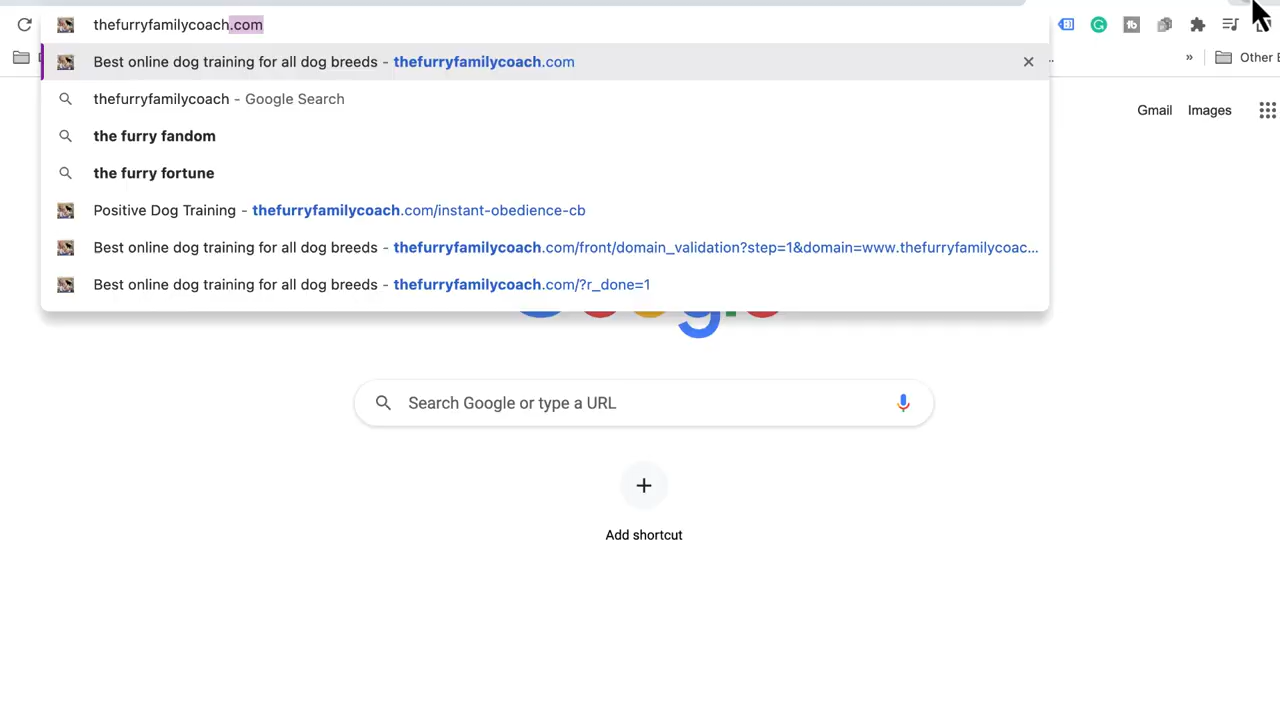 thefurryfamilycoach.com
Best online dog training for all dog breeds - thefurryfamilycoach.com
thefurryfamilycoach - Google Search
the furry fandom
the furry fortune
Positive Dog Training - thefurryfamilycoach.com/instant-obedience-cb
Best online dog training for all dog breeds - thefurryfamilycoach.com/front/domain_validation?step=1&domain=www.thefurryfamilycoac...
Best online dog training for all dog breeds - thefurryfamilycoach.com/?r_done=1
» Other
Gmail Images
Search Google or type a URL
Add shortcut